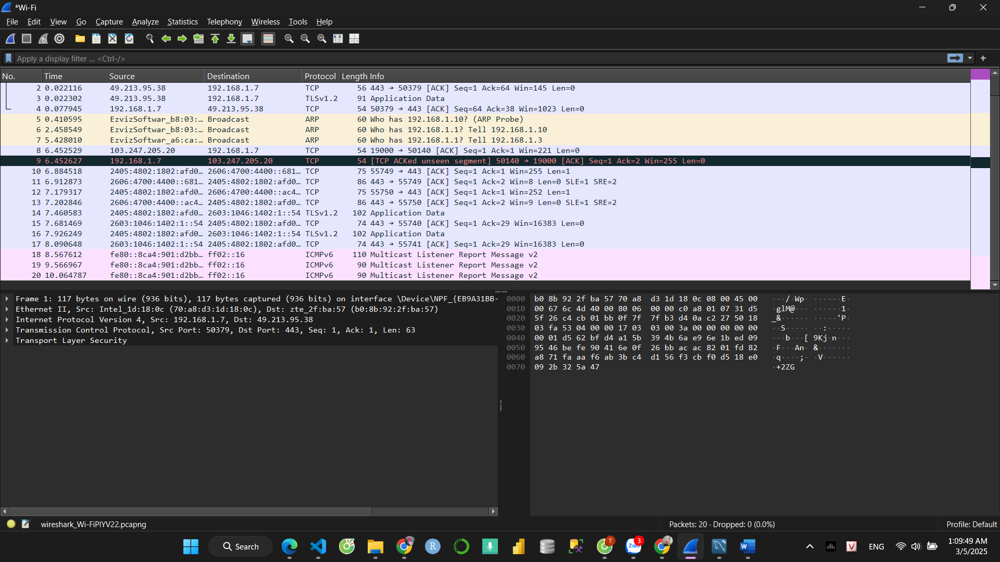 *Wi-Fi
File Edit View Go Capture Analyze Statistics Telephony Wireless Tools Help
Apply a display filter ... <Ctrl-/>
No. Time Source Destination Protocol Length Info
2 0.022116 49.213.95.38 192.168.1.7 TCP 56 443 → 50379 [ACK] Seq=1 Ack=64 Win=145 Len=0
3 0.022302 49.213.95.38 192.168.1.7 TLSv1.2 91 Application Data
4 0.077945 192.168.1.7 49.213.95.38 TCP 54 50379 → 443 [ACK] Seq=64 Ack=38 Win=1023 Len=0
5 0.410595 EzvizSoftwar_b8:03:… Broadcast ARP 60 Who has 192.168.1.10? (ARP Probe)
6 2.458549 EzvizSoftwar_b8:03:… Broadcast ARP 60 Who has 192.168.1.1? Tell 192.168.1.10
7 5.428010 EzvizSoftwar_a6:ca:… Broadcast ARP 60 Who has 192.168.1.1? Tell 192.168.1.3
8 6.452529 103.247.205.20 192.168.1.7 TCP 54 19000 → 50140 [ACK] Seq=1 Ack=1 Win=221 Len=0
9 6.452627 192.168.1.7 103.247.205.20 TCP 54 [TCP ACKed unseen segment] 50140 → 19000 [ACK] Seq=1 Ack=2 Win=255 Len=0
10 6.884518 2405:4802:1802:afd0… 2606:4700:4400::681… TCP 75 55749 → 443 [ACK] Seq=1 Ack=1 Win=255 Len=1
11 6.912873 2606:4700:4400::681… 2405:4802:1802:afd0… TCP 86 443 → 55749 [ACK] Seq=1 Ack=2 Win=8 Len=0 SLE=1 SRE=2
12 7.179317 2405:4802:1802:afd0… 2606:4700:4400::ac4… TCP 75 55750 → 443 [ACK] Seq=1 Ack=1 Win=252 Len=1
13 7.202846 2606:4700:4400::ac4… 2405:4802:1802:afd0… TCP 86 443 → 55750 [ACK] Seq=1 Ack=2 Win=9 Len=0 SLE=1 SRE=2
14 7.460583 2405:4802:1802:afd0… 2603:1046:1402:1::54 TLSv1.2 102 Application Data
15 7.681469 2603:1046:1402:1::54 2405:4802:1802:afd0… TCP 74 443 → 55740 [ACK] Seq=1 Ack=29 Win=16383 Len=0
16 7.926249 2405:4802:1802:afd0… 2603:1046:1402:1::54 TLSv1.2 102 Application Data
17 8.090648 2603:1046:1402:1::54 2405:4802:1802:afd0… TCP 74 443 → 55741 [ACK] Seq=1 Ack=29 Win=16383 Len=0
18 8.567612 fe80::8ca4:901:d2bb… ff02::16 ICMPv6 110 Multicast Listener Report Message v2
19 9.566967 fe80::8ca4:901:d2bb… ff02::16 ICMPv6 90 Multicast Listener Report Message v2
20 10.064787 fe80::8ca4:901:d2bb… ff02::16 ICMPv6 90 Multicast Listener Report Message v2
Frame 1: 117 bytes on wire (936 bits), 117 bytes captured (936 bits) on interface \Device\NPF_{EB9A31BB-
Ethernet II, Src: Intel_1d:18:0c (70:a8:d3:1d:18:0c), Dst: zte_2f:ba:57 (b0:8b:92:2f:ba:57)
Internet Protocol Version 4, Src: 192.168.1.7, Dst: 49.213.95.38
Transmission Control Protocol, Src Port: 50379, Dst Port: 443, Seq: 1, Ack: 1, Len: 63
Transport Layer Security
0000 b0 8b 92 2f ba 57 70 a8 d3 1d 18 0c 08 00 45 00 ···/·Wp· ······E·
0010 00 67 6c 4d 40 00 80 06 00 00 c0 a8 01 07 31 d5 ·glM@··· ······1·
0020 5f 26 c4 cb 01 bb 0f 7f 7f b3 d4 0a c2 27 50 18 _&······ ·····'P·
0030 03 fa 53 04 00 00 17 03 03 00 3a 00 00 00 00 00 ··S····· ··:·····
0040 00 01 d5 62 bf d4 a1 5b 39 4b 6a e9 6e 1b ed 09 ···b···[ 9Kj·n···
0050 95 46 be fe 90 41 6e 0f 26 bb ac ac 82 01 fd 82 ·F···An· &·······
0060 a8 71 fa aa f6 ab 3b c4 d1 56 f3 cb f0 d5 18 e0 ·q····;· ·V······
0070 09 2b 32 5a 47 ·+2ZG
wireshark_Wi-FiPIYV22.pcapng Packets: 20 · Dropped: 0 (0.0%) Profile: Default
Search
R
T
Zalo
3
W
V
ENG
1:09:49 AM
3/5/2025